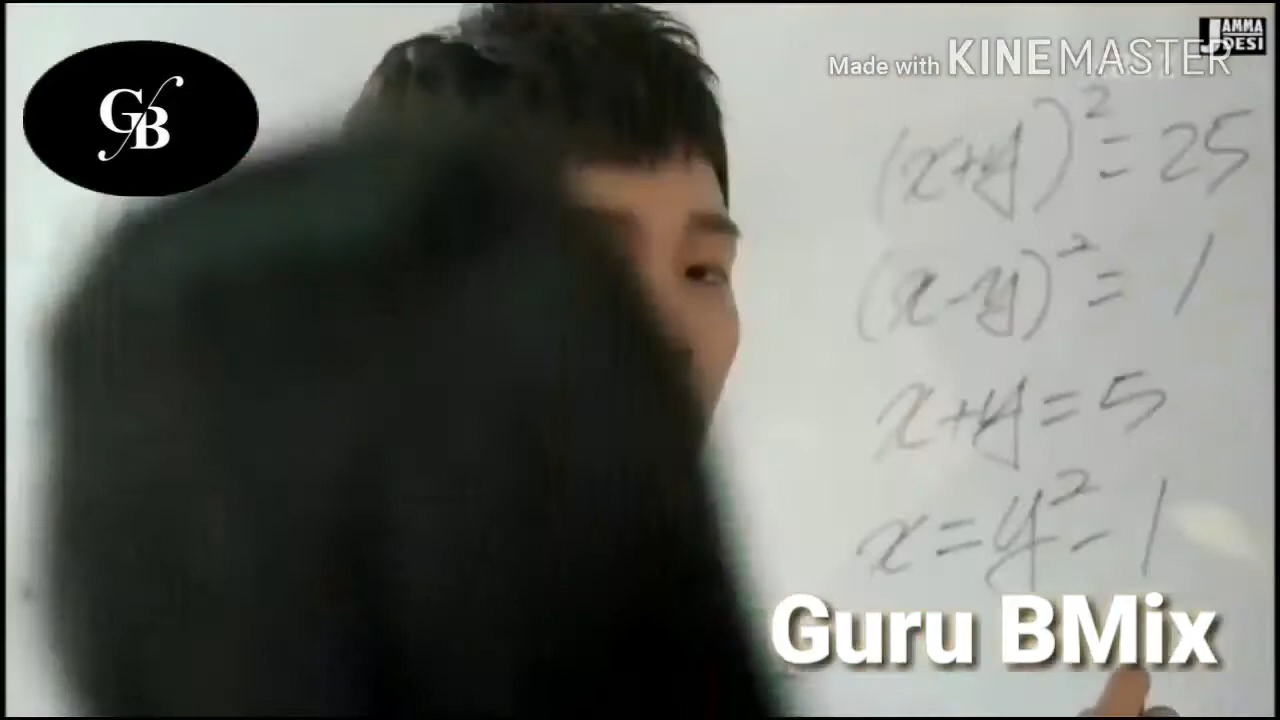 GB
JAMMA
DESI
Made with KINEMASTER
(x+y)² = 25
(x-y)² = 1
x+y = 5
x = y² - 1
Guru BMix